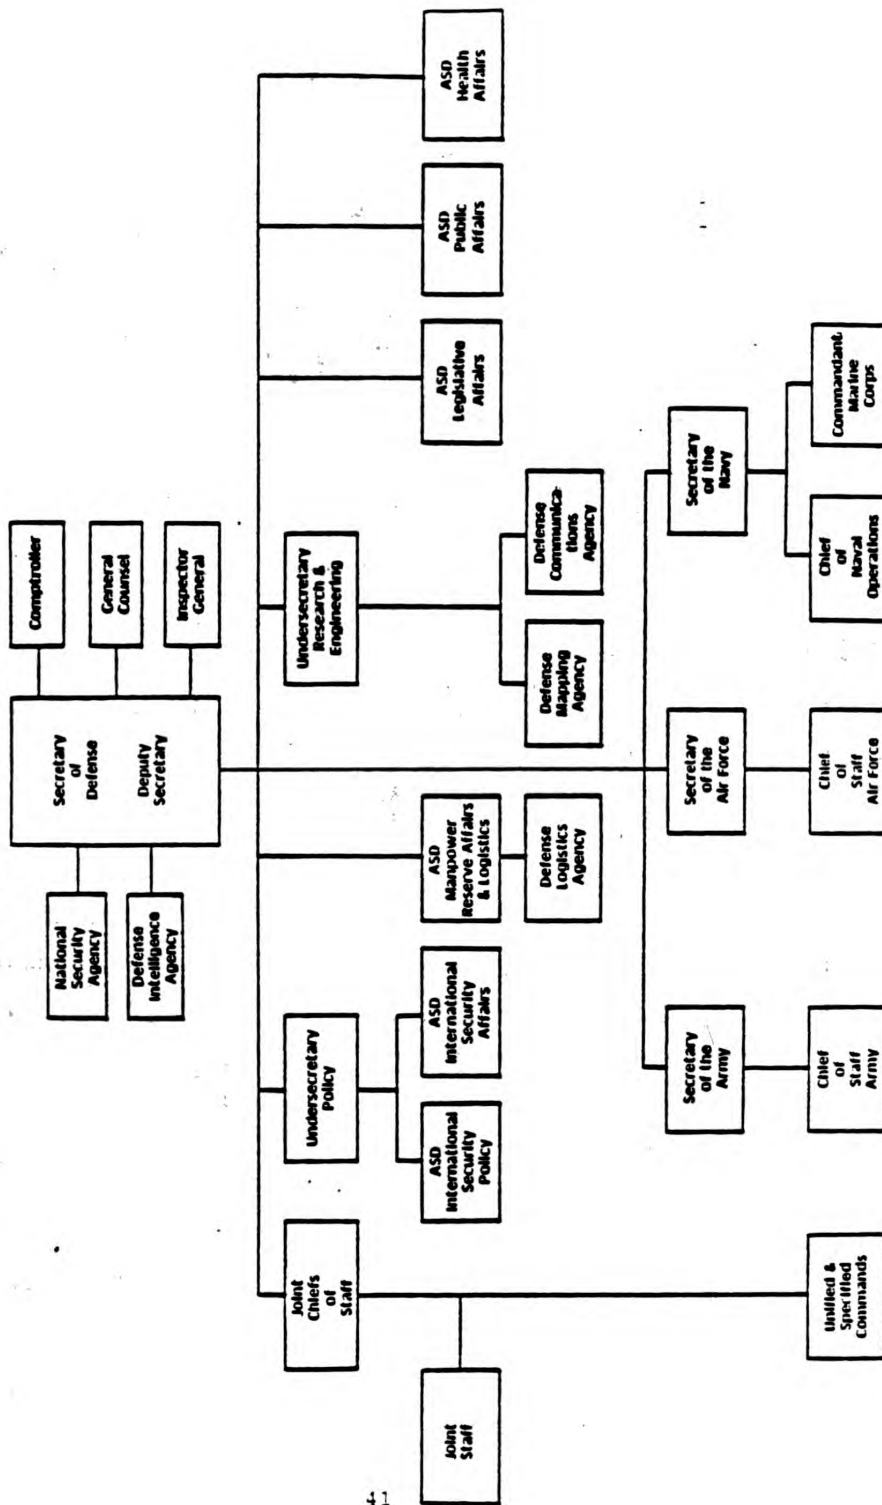 Comptroller
General
Counsel
Inspector
General
Secretary
of
Defense
Deputy
Secretary
National
Security
Agency
Defense
Intelligence
Agency
Joint
Chiefs
of
Staff
Undersecretary
Policy
Undersecretary
Research &
Engineering
Joint
Staff
ASD
International
Security
Policy
ASD
International
Security
Affairs
ASD
Manpower
Reserve Affairs
& Logistics
ASD
Legislative
Affairs
ASD
Public
Affairs
ASD
Health
Affairs
Defense
Logistics
Agency
Defense
Mapping
Agency
Defense
Communica-
tions
Agency
Secretary
of the
Army
Secretary
of the
Air Force
Secretary
of the
Navy
Unified &
Specified
Commands
Chief
of
Staff
Army
Chief
of
Staff
Air Force
Chief
of
Naval
Operations
Commandant
Marine
Corps
41